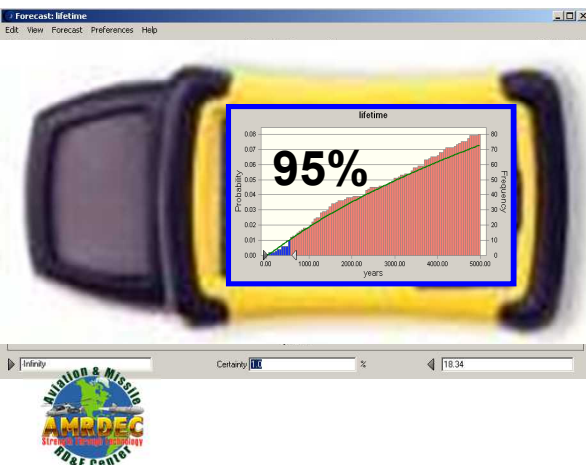 Forecast: lifetime
Edit View Forecast Preferences Help
lifetime
95%
0.08
0.07
0.06
0.05
0.04
0.03
0.02
0.01
0.00
Probability
80
70
60
50
40
30
20
10
0
Frequency
0.00 1000.00 2000.00 3000.00 4000.00 5000.00
years
-Infinity Certainty 1.0 % 18.34
Aviation & Missile
AMRDEC
Strength Through Technology
RD&E Center